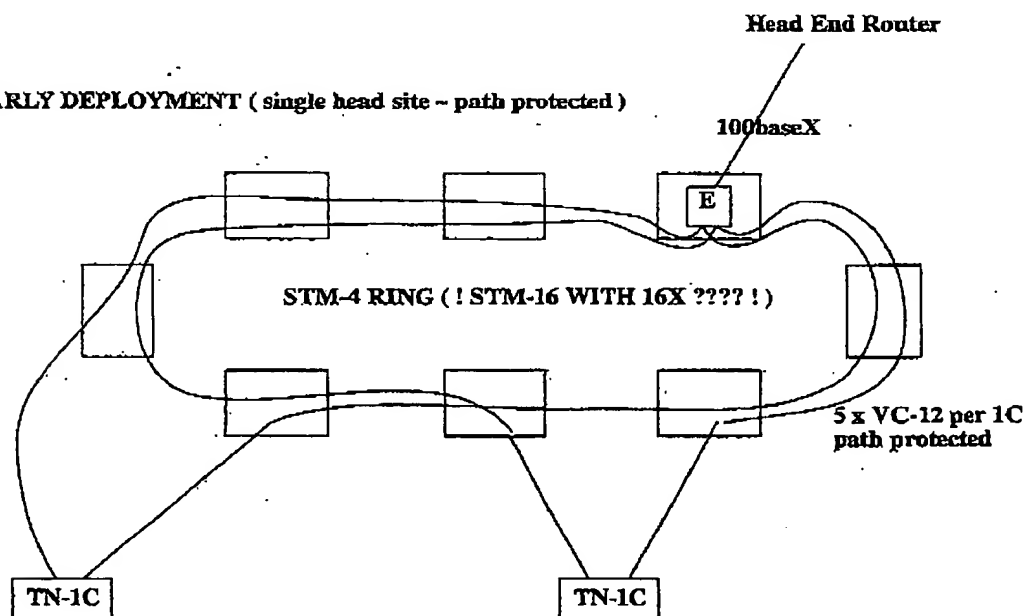 Head End Router
ARLY DEPLOYMENT ( single head site ~ path protected )
100baseX
E
STM-4 RING ( ! STM-16 WITH 16X ???? ! )
5 x VC-12 per 1C
path protected
TN-1C
TN-1C